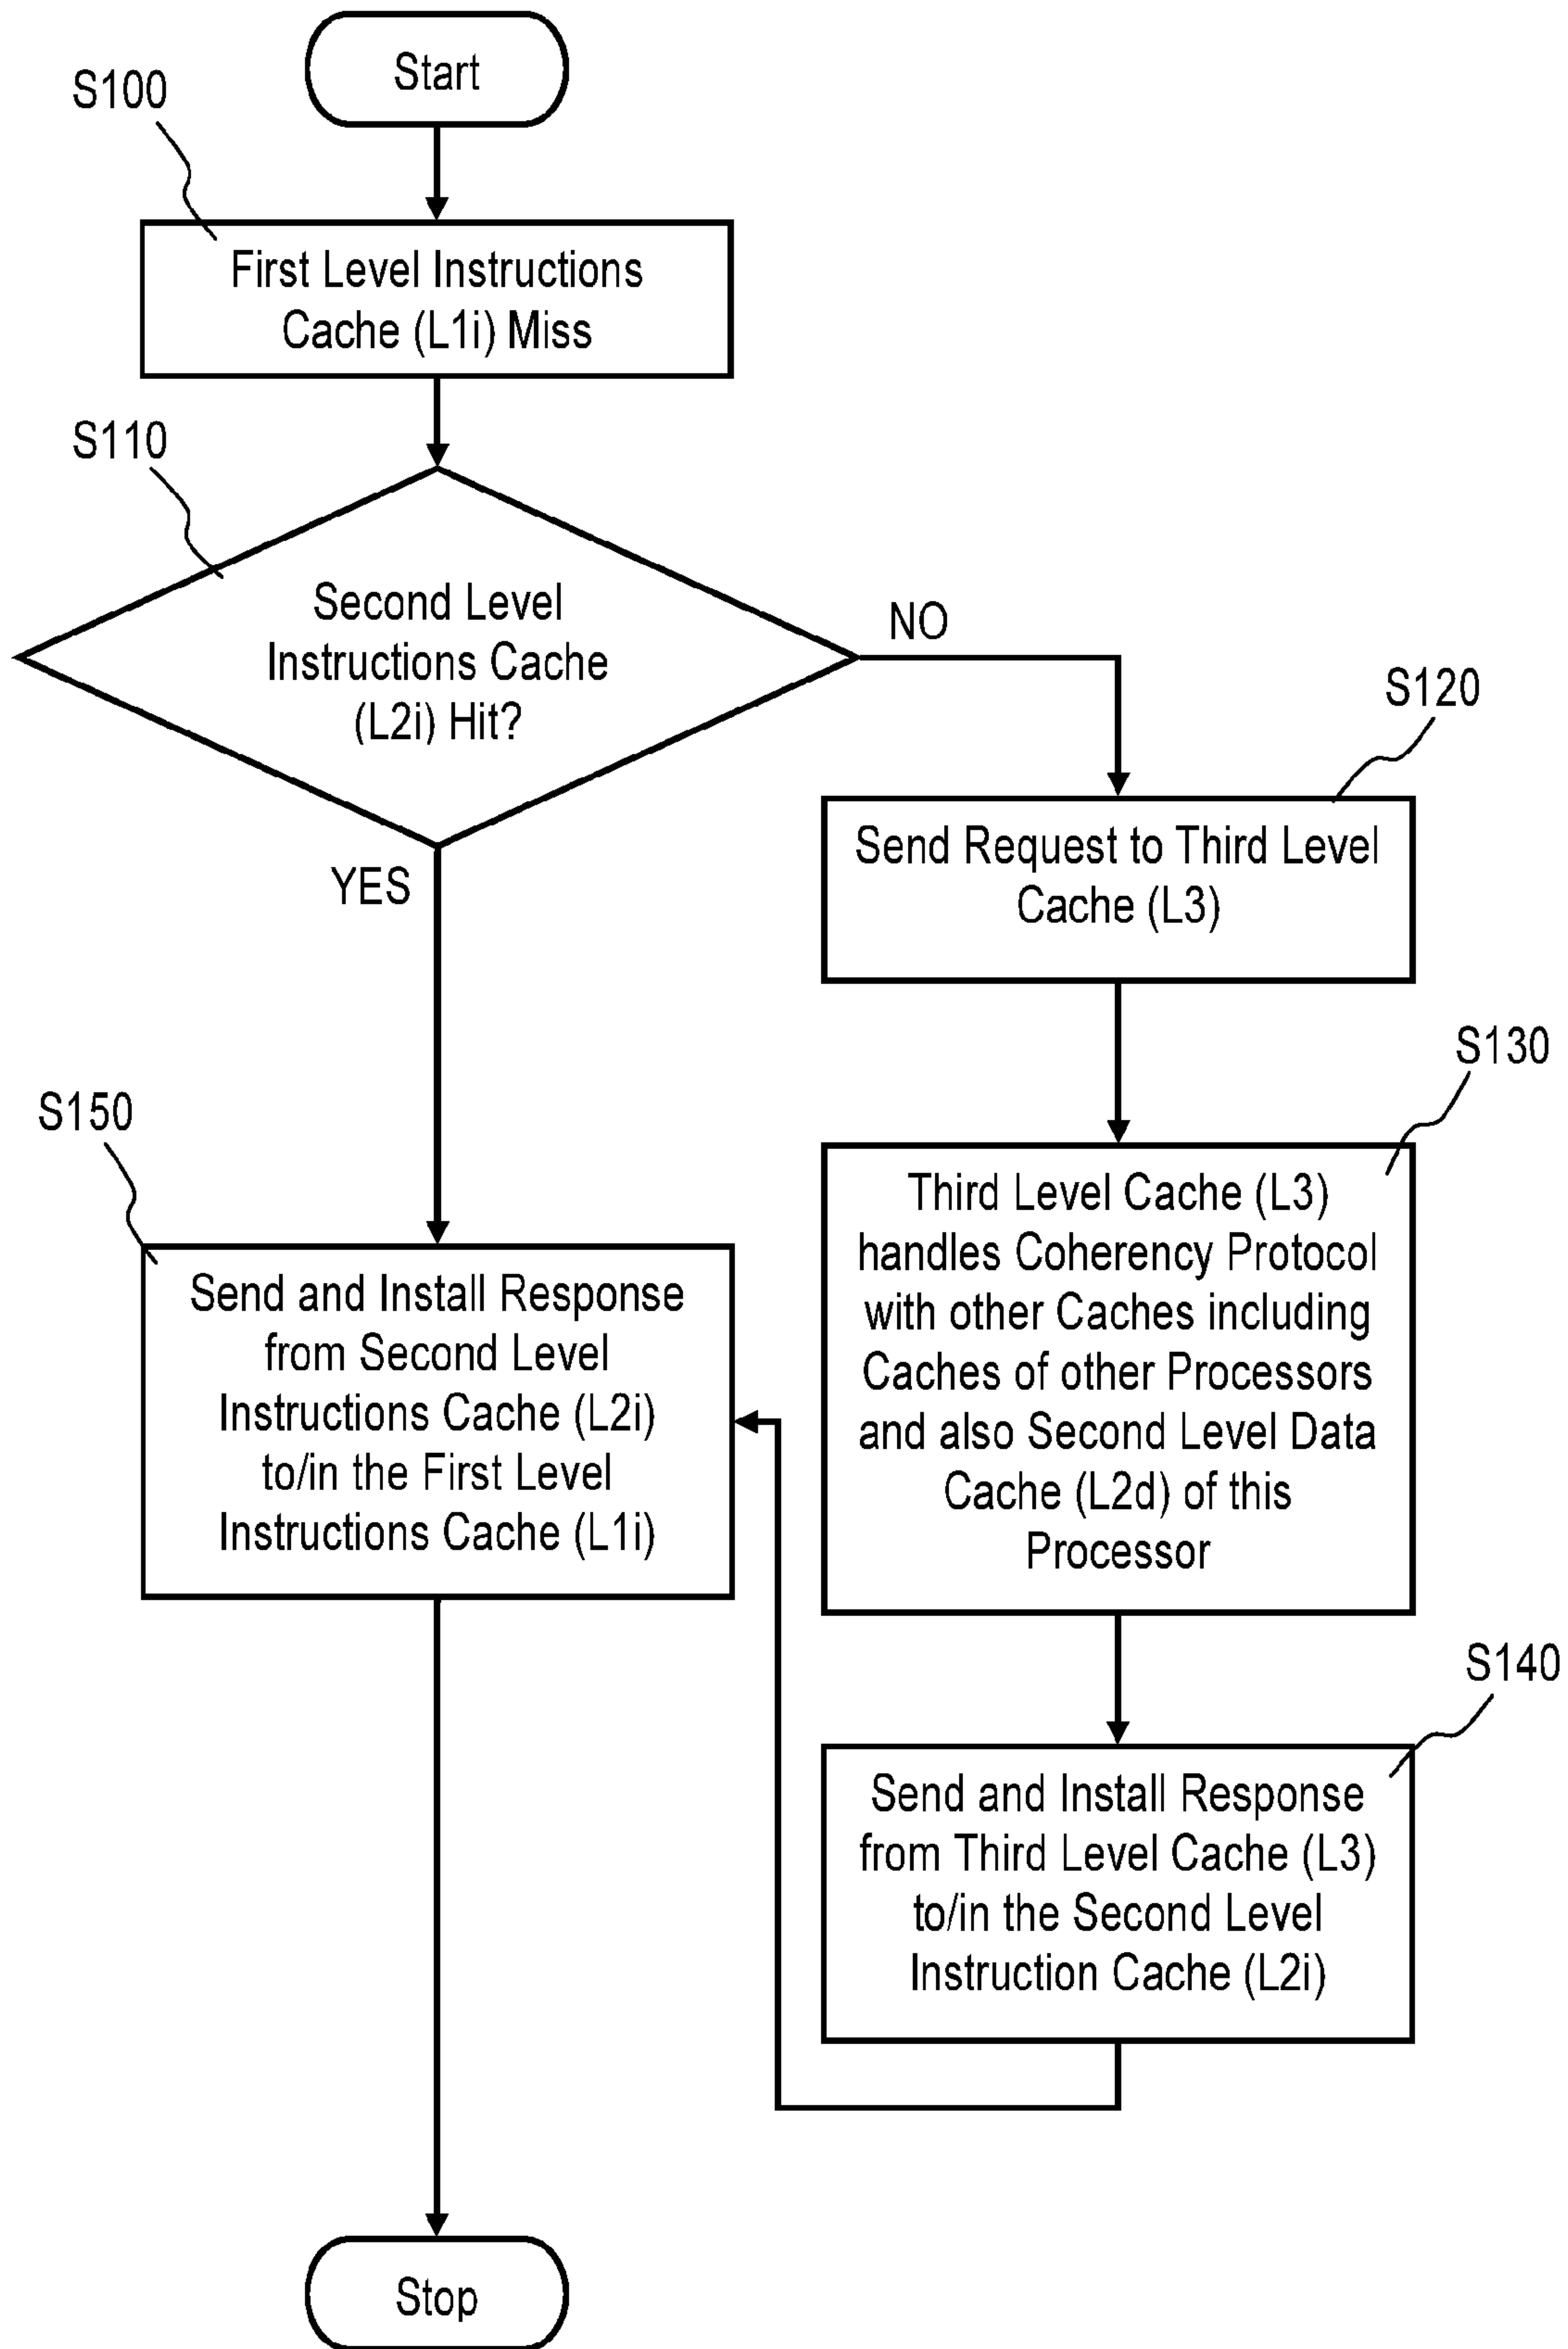 Start
S100
First Level Instructions
Cache (L1i) Miss
S110
Second Level
Instructions Cache
(L2i) Hit?
NO
YES
S120
Send Request to Third Level
Cache (L3)
S130
Third Level Cache (L3)
handles Coherency Protocol
with other Caches including
Caches of other Processors
and also Second Level Data
Cache (L2d) of this
Processor
S140
Send and Install Response
from Third Level Cache (L3)
to/in the Second Level
Instruction Cache (L2i)
S150
Send and Install Response
from Second Level
Instructions Cache (L2i)
to/in the First Level
Instructions Cache (L1i)
Stop